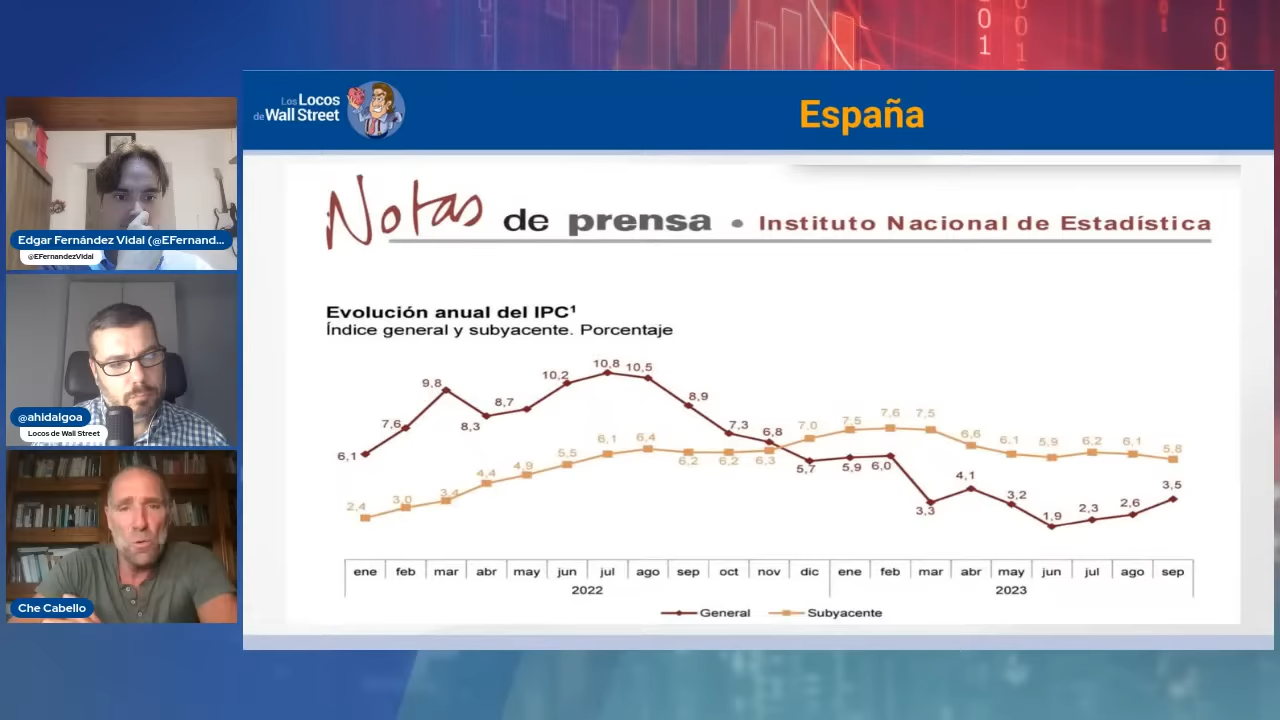 Los Locos
de Wall Street
España
Notas de prensa • Instituto Nacional de Estadística
Evolución anual del IPC¹
Índice general y subyacente. Porcentaje
6,1 7,6 9,8 8,3 8,7 10,2 10,8 10,5 8,9 7,3 6,8 5,7 5,9 6,0 3,3 4,1 3,2 1,9 2,3 2,6 3,5
2,4 3,0 3,4 4,4 4,9 5,5 6,1 6,4 6,2 6,2 6,3 7,0 7,5 7,6 7,5 6,6 6,1 5,9 6,2 6,1 5,8
ene feb mar abr may jun jul ago sep oct nov dic ene feb mar abr may jun jul ago sep
2022 2023
General Subyacente
Edgar Fernández Vidal (@EFernand...
@EFernandezVidal
@ahidalgoa
Locos de Wall Street
Che Cabello